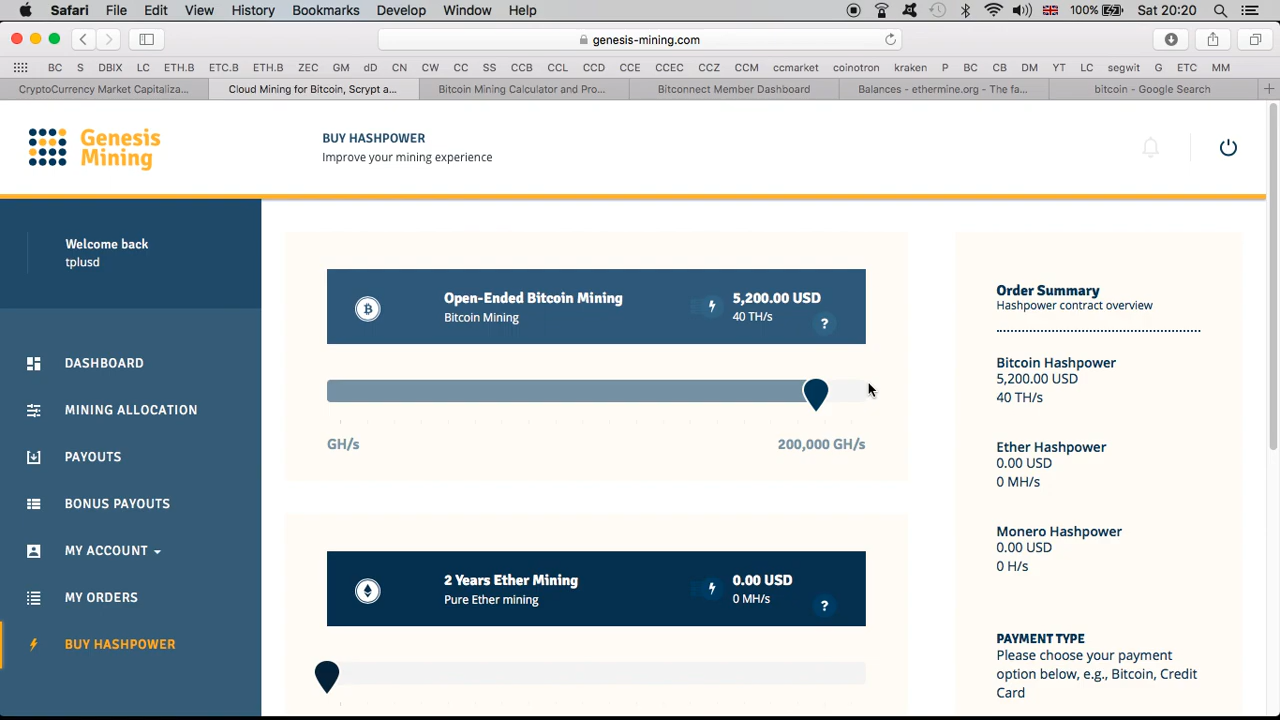 Safari File Edit View History Bookmarks Develop Window Help 100% Sat 20:20
genesis-mining.com
BC S DBIX LC ETH.B ETC.B ETH.B ZEC GM dD CN CW CC SS CCB CCL CCD CCE CCEC CCZ CCM ccmarket coinotron kraken P BC CB DM YT LC segwit G ETC MM
CryptoCurrency Market Capitaliza... Cloud Mining for Bitcoin, Scrypt a... Bitcoin Mining Calculator and Pro... Bitconnect Member Dashboard Balances - ethermine.org - The fa... bitcoin - Google Search
Genesis
Mining
BUY HASHPOWER
Improve your mining experience
Welcome back
tplusd
DASHBOARD
MINING ALLOCATION
PAYOUTS
BONUS PAYOUTS
MY ACCOUNT
MY ORDERS
BUY HASHPOWER
Open-Ended Bitcoin Mining 5,200.00 USD
Bitcoin Mining 40 TH/s ?
GH/s 200,000 GH/s
2 Years Ether Mining 0.00 USD
Pure Ether mining 0 MH/s ?
Order Summary
Hashpower contract overview
Bitcoin Hashpower
5,200.00 USD
40 TH/s
Ether Hashpower
0.00 USD
0 MH/s
Monero Hashpower
0.00 USD
0 H/s
PAYMENT TYPE
Please choose your payment
option below, e.g., Bitcoin, Credit
Card